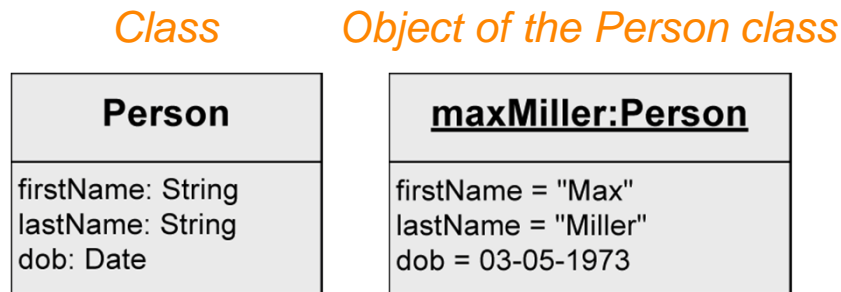 Class
Object of the Person class
Person
firstName: String
lastName: String
dob: Date
maxMiller:Person
firstName = "Max"
lastName = "Miller"
dob = 03-05-1973